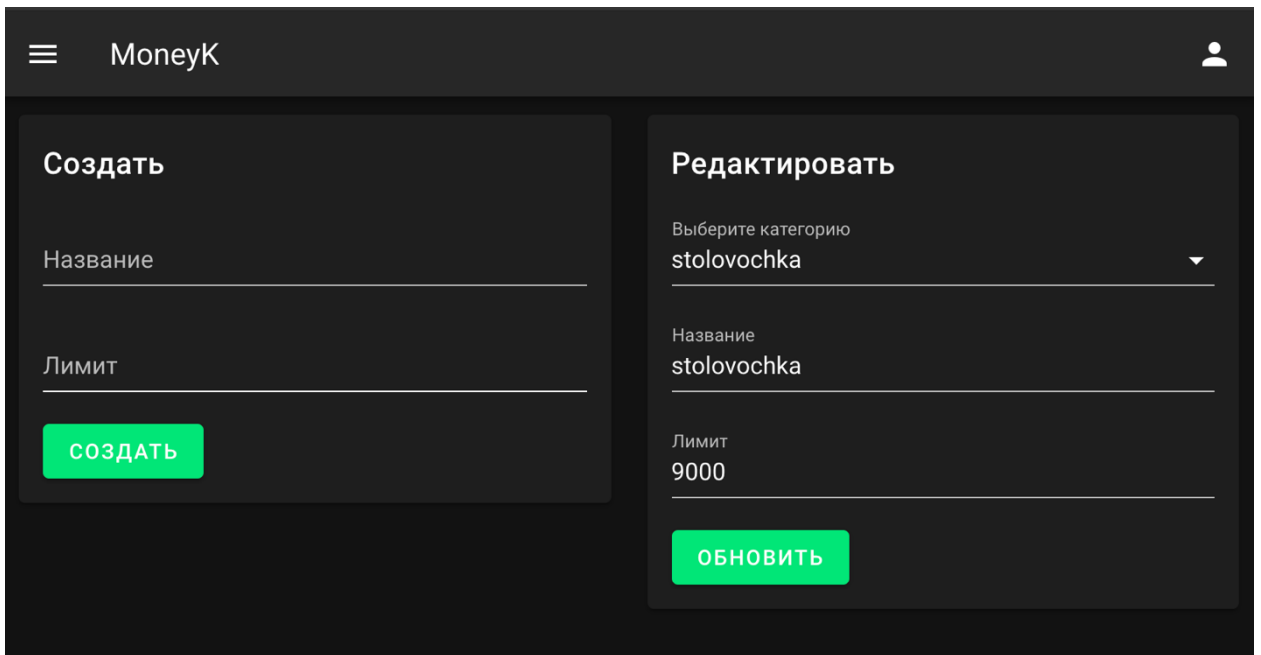 MoneyK
Создать
Название
Лимит
СОЗДАТЬ
Редактировать
Выберите категорию
stolovochka
Название
stolovochka
Лимит
9000
ОБНОВИТЬ